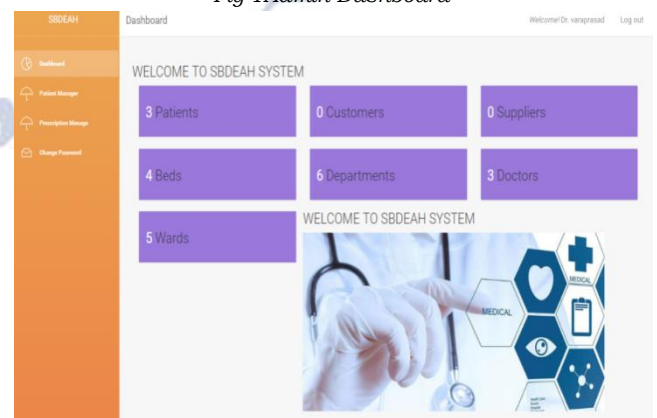 Fig 1Admin Dashboard
SBDEAH
Dashboard
Welcome! Dr. varaprasad Log out
Dashboard
Patient Manager
Prescription Manage
Change Password
WELCOME TO SBDEAH SYSTEM
3 Patients
0 Customers
0 Suppliers
4 Beds
6 Departments
3 Doctors
5 Wards
WELCOME TO SBDEAH SYSTEM
MEDICAL
MEDICAL